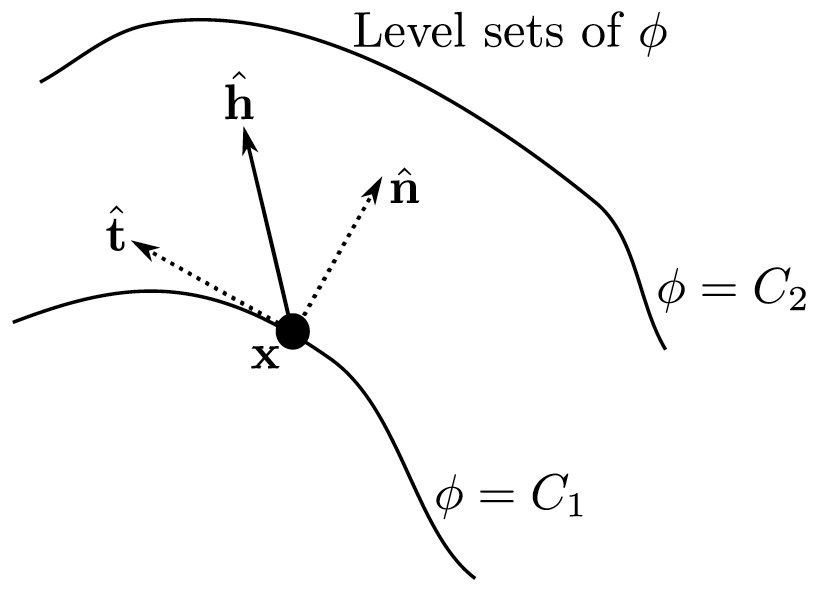 Level sets of ϕ
ĥ
n̂
t̂
ϕ = C₂
x
ϕ = C₁